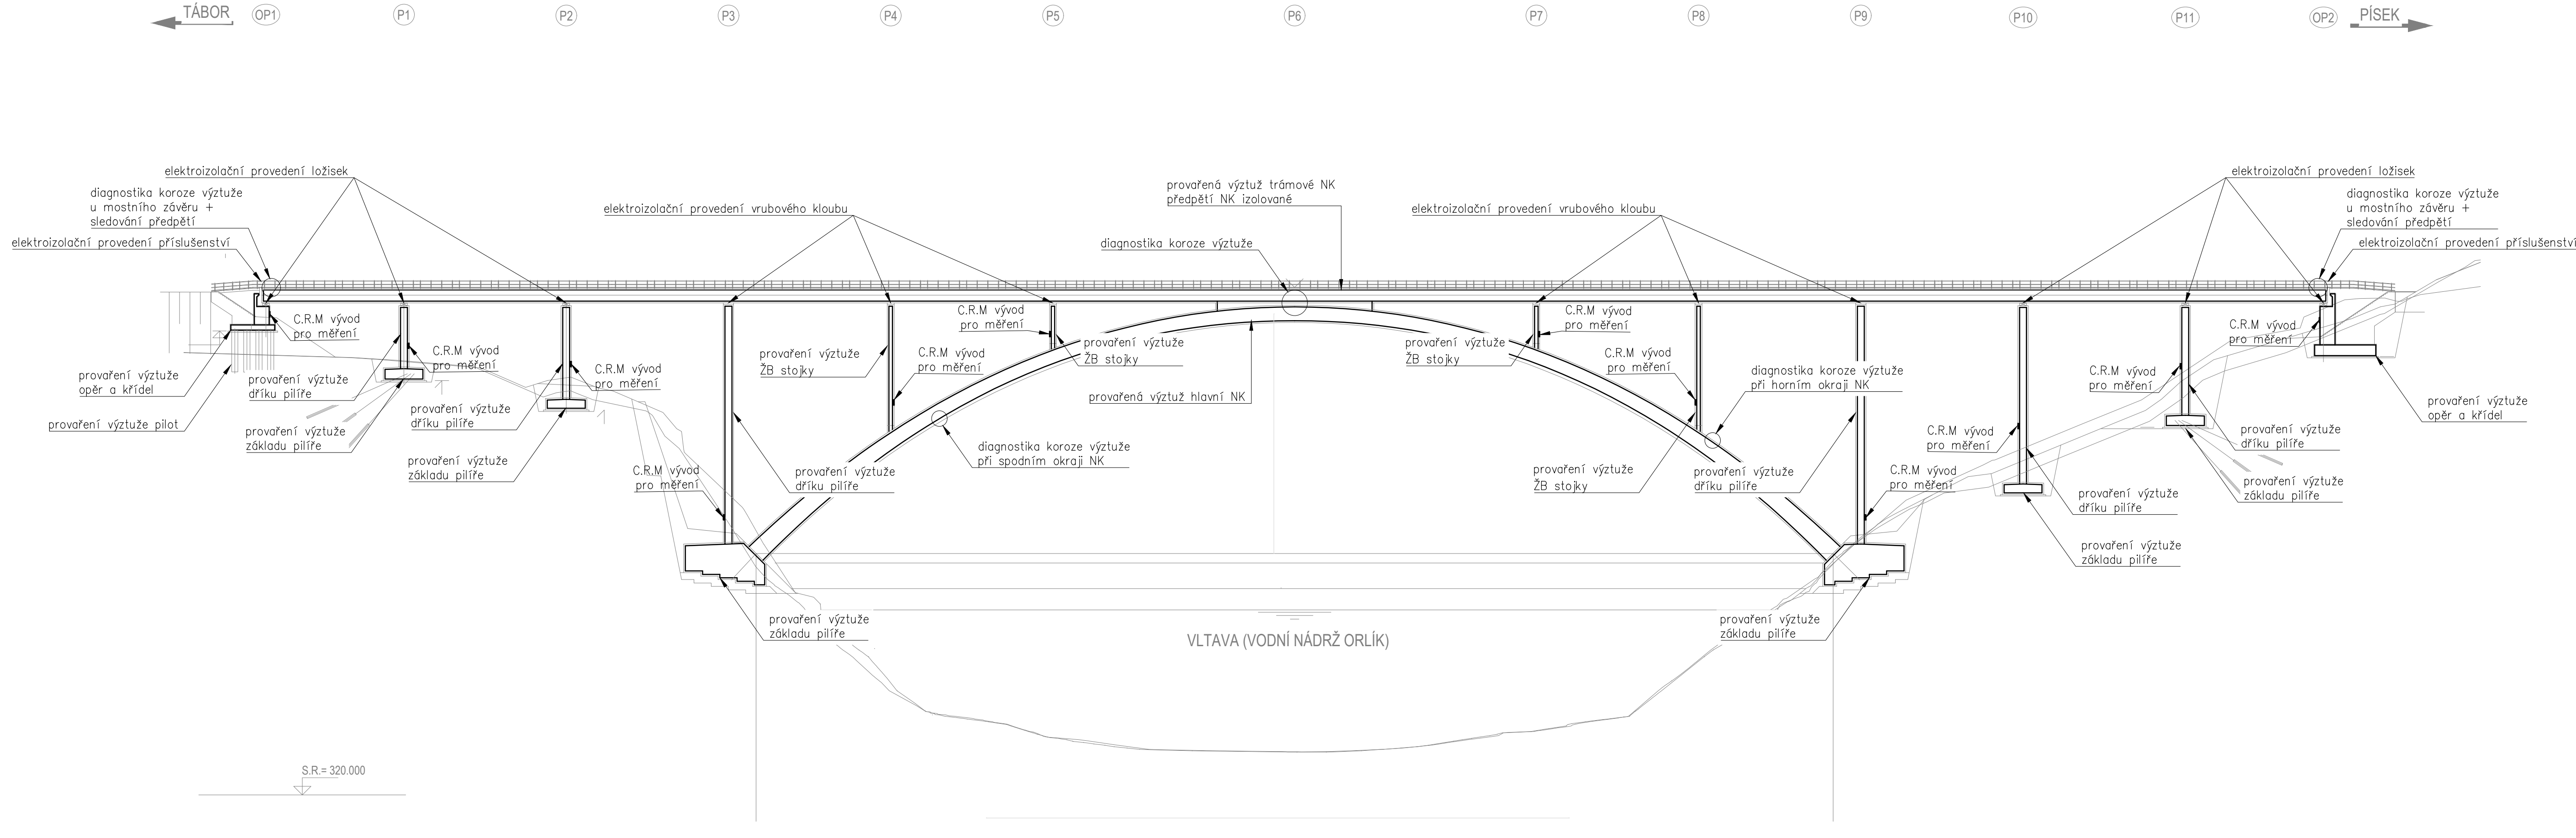 TÁBOR
OP1
P1
P2
P3
P4
P5
P6
P7
P8
P9
P10
P11
OP2
PÍSEK
elektroizolační provedení ložisek
diagnostika koroze výztuže
u mostního závěru +
sledování předpětí
elektroizolační provedení příslušenství
elektroizolační provedení vrubového kloubu
provařená výztuž trámové NK
předpětí NK izolované
diagnostika koroze výztuže
elektroizolační provedení vrubového kloubu
elektroizolační provedení ložisek
diagnostika koroze výztuže
u mostního závěru +
sledování předpětí
elektroizolační provedení příslušenství
C.R.M vývod
pro měření
C.R.M vývod
pro měření
C.R.M vývod
pro měření
provaření výztuže
opěr a křídel
provaření výztuže
dříku pilíře
provaření výztuže pilot
provaření výztuže
základu pilíře
provaření výztuže
dříku pilíře
provaření výztuže
základu pilíře
C.R.M vývod
pro měření
provaření výztuže
ŽB stojky
C.R.M vývod
pro měření
C.R.M vývod
pro měření
provaření výztuže
ŽB stojky
provařená výztuž hlavní NK
diagnostika koroze výztuže
při spodním okraji NK
provaření výztuže
dříku pilíře
provaření výztuže
základu pilíře
C.R.M vývod
pro měření
provaření výztuže
ŽB stojky
C.R.M vývod
pro měření
diagnostika koroze výztuže
při horním okraji NK
provaření výztuže
ŽB stojky
provaření výztuže
dříku pilíře
C.R.M vývod
pro měření
provaření výztuže
základu pilíře
C.R.M vývod
pro měření
C.R.M vývod
pro měření
C.R.M vývod
pro měření
provaření výztuže
opěr a křídel
provaření výztuže
dříku pilíře
provaření výztuže
základu pilíře
provaření výztuže
dříku pilíře
provaření výztuže
základu pilíře
VLTAVA (VODNÍ NÁDRŽ ORLÍK)
S.R.= 320.000